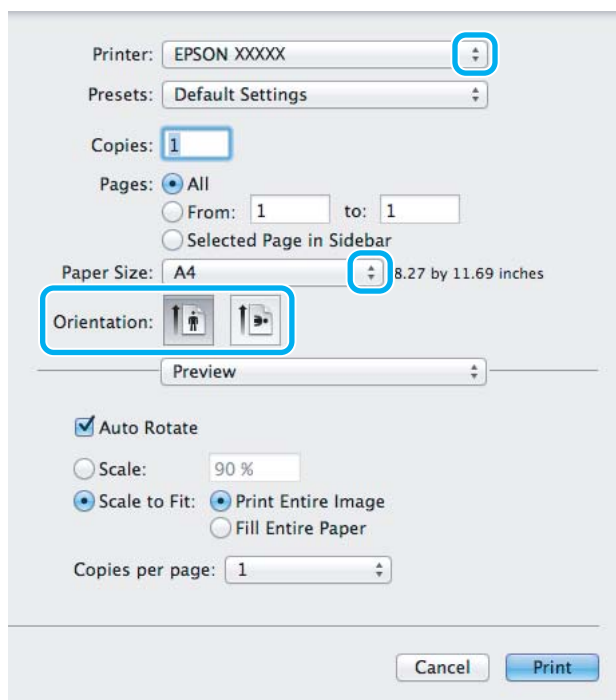 Printer: EPSON XXXXX
Presets: Default Settings
Copies: 1
Pages: All
From: 1 to: 1
Selected Page in Sidebar
Paper Size: A4 8.27 by 11.69 inches
Orientation:
Preview
Auto Rotate
Scale: 90 %
Scale to Fit: Print Entire Image
Fill Entire Paper
Copies per page: 1
Cancel Print